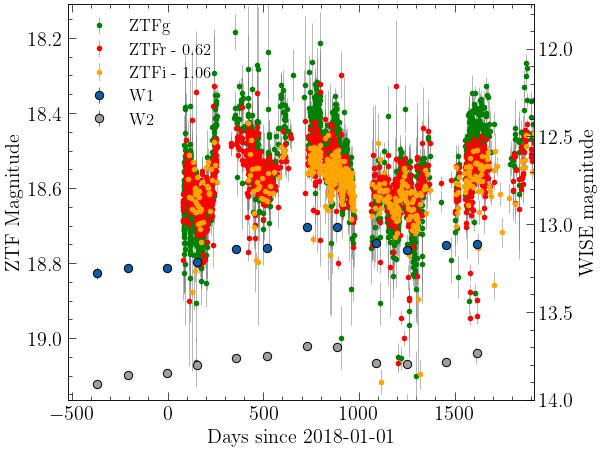 ZTFg
ZTFr - 0.62
ZTFi - 1.06
W1
W2
18.2
18.4
18.6
18.8
19.0
ZTF Magnitude
12.0
12.5
13.0
13.5
14.0
WISE magnitude
−500
0
500
1000
1500
Days since 2018-01-01